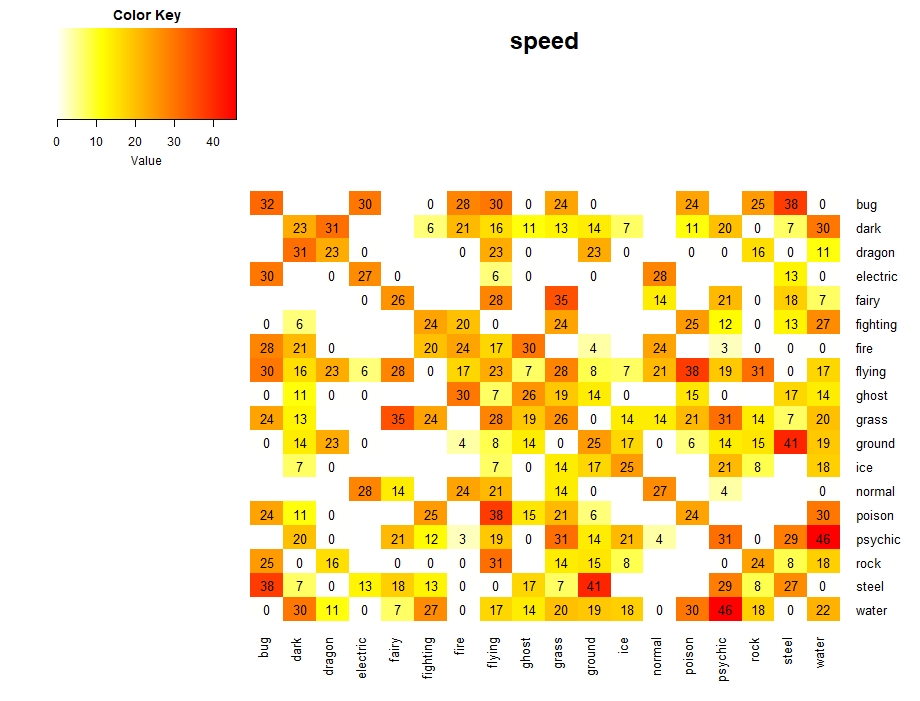 Color Key
speed
0 10 20 30 40
Value
32 30 0 28 30 0 24 0 24 25 38 0 bug
23 31 6 21 16 11 13 14 7 11 20 0 7 30 dark
31 23 0 0 23 0 23 0 0 0 16 0 11 dragon
30 0 27 0 6 0 0 28 13 0 electric
0 26 28 35 14 21 0 18 7 fairy
0 6 24 20 0 24 25 12 0 13 27 fighting
28 21 0 20 24 17 30 4 24 3 0 0 0 fire
30 16 23 6 28 0 17 23 7 28 8 7 21 38 19 31 0 17 flying
0 11 0 0 30 7 26 19 14 0 15 0 17 14 ghost
24 13 35 24 28 19 26 0 14 14 21 31 14 7 20 grass
0 14 23 0 4 8 14 0 25 17 0 6 14 15 41 19 ground
7 0 7 0 14 17 25 21 8 18 ice
28 14 24 21 14 0 27 4 0 normal
24 11 0 25 38 15 21 6 24 30 poison
20 0 21 12 3 19 0 31 14 21 4 31 0 29 46 psychic
25 0 16 0 0 0 31 14 15 8 0 24 8 18 rock
38 7 0 13 18 13 0 0 17 7 41 29 8 27 0 steel
0 30 11 0 7 27 0 17 14 20 19 18 0 30 46 18 0 22 water
bug dark dragon electric fairy fighting fire flying ghost grass ground ice normal poison psychic rock steel water